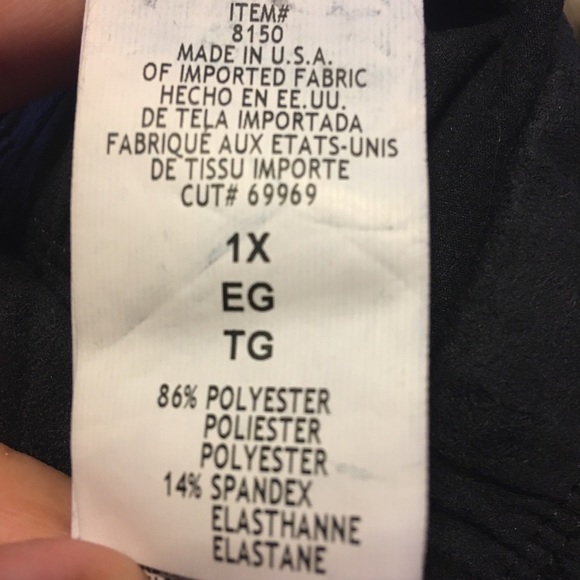 ITEM#
8150
MADE IN U.S.A.
OF IMPORTED FABRIC
HECHO EN EE.UU.
DE TELA IMPORTADA
FABRIQUÉ AUX ETATS-UNIS
DE TISSU IMPORTE
CUT# 69969
1X
EG
TG
86% POLYESTER
POLIESTER
POLYESTER
14% SPANDEX
ELASTHANNE
ELASTANE